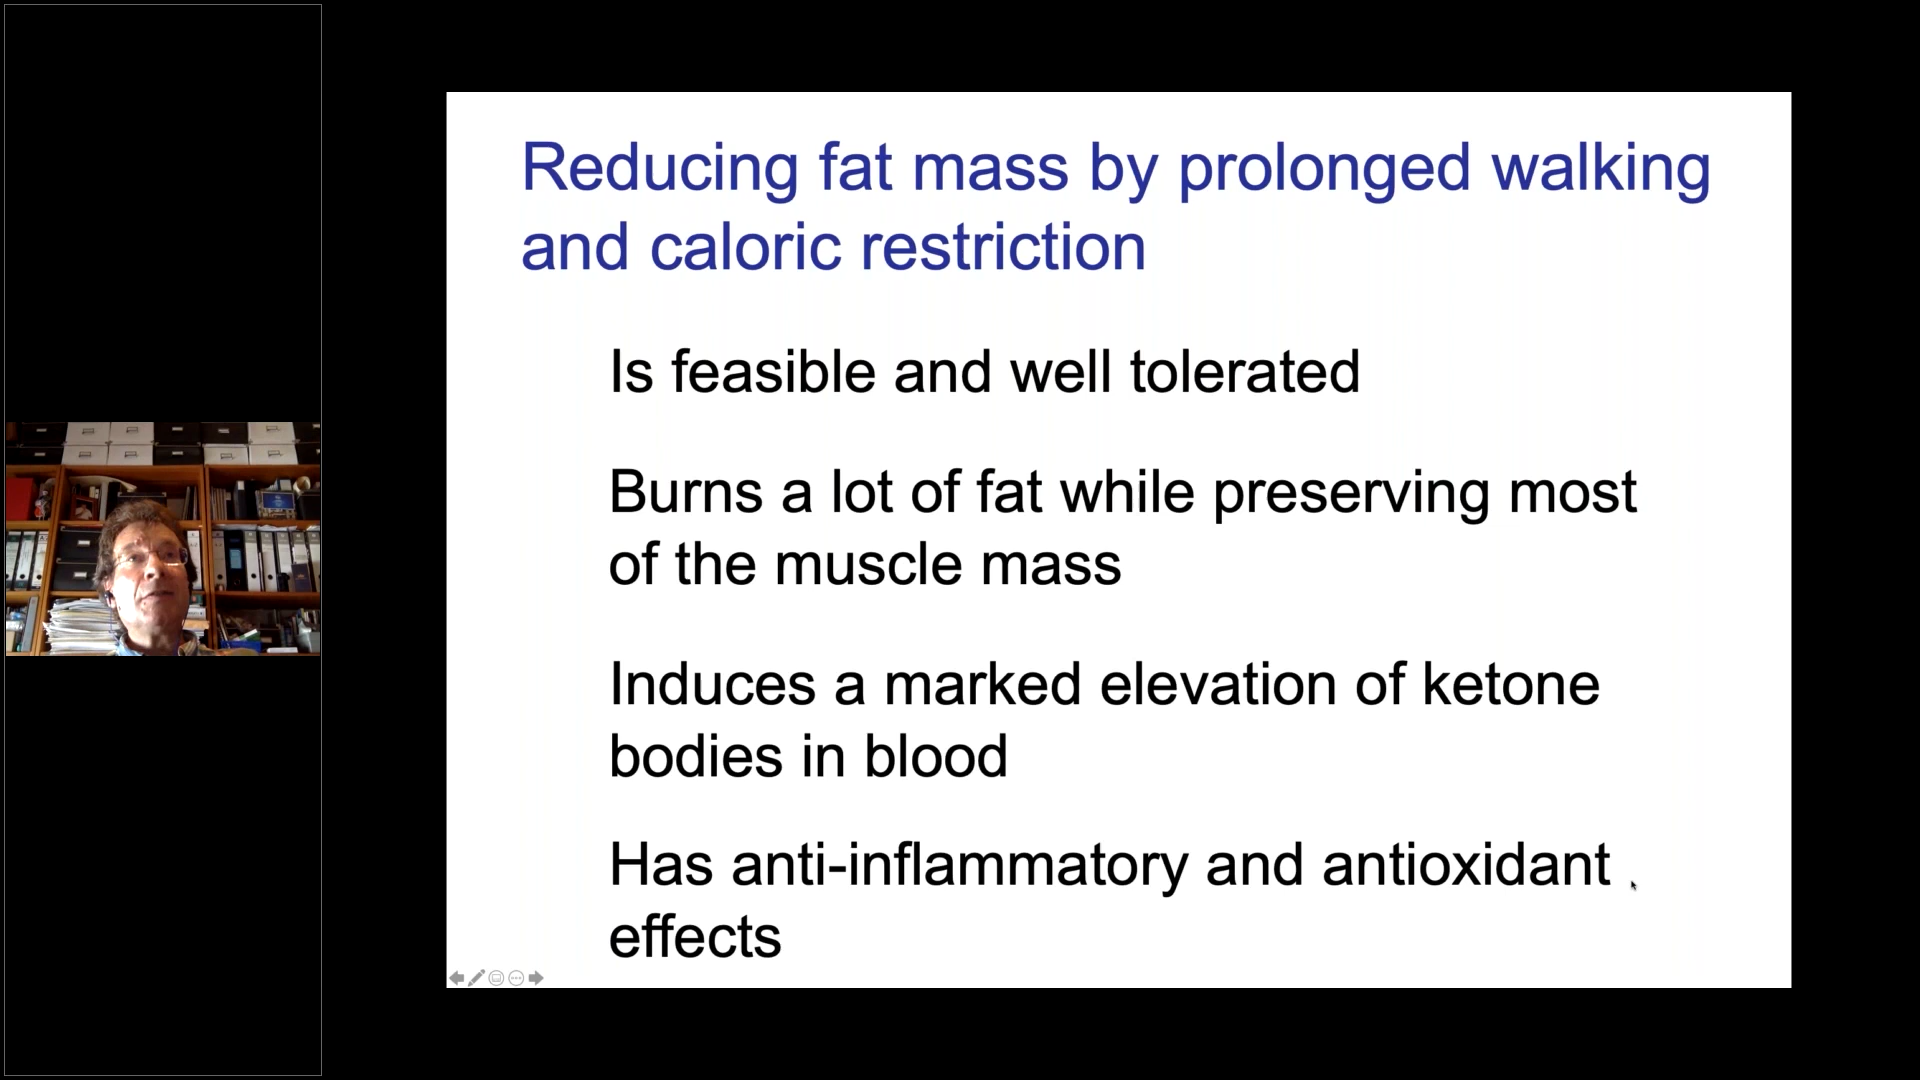 Reducing fat mass by prolonged walking
and caloric restriction
Is feasible and well tolerated
Burns a lot of fat while preserving most
of the muscle mass
Induces a marked elevation of ketone
bodies in blood
Has anti-inflammatory and antioxidant
effects